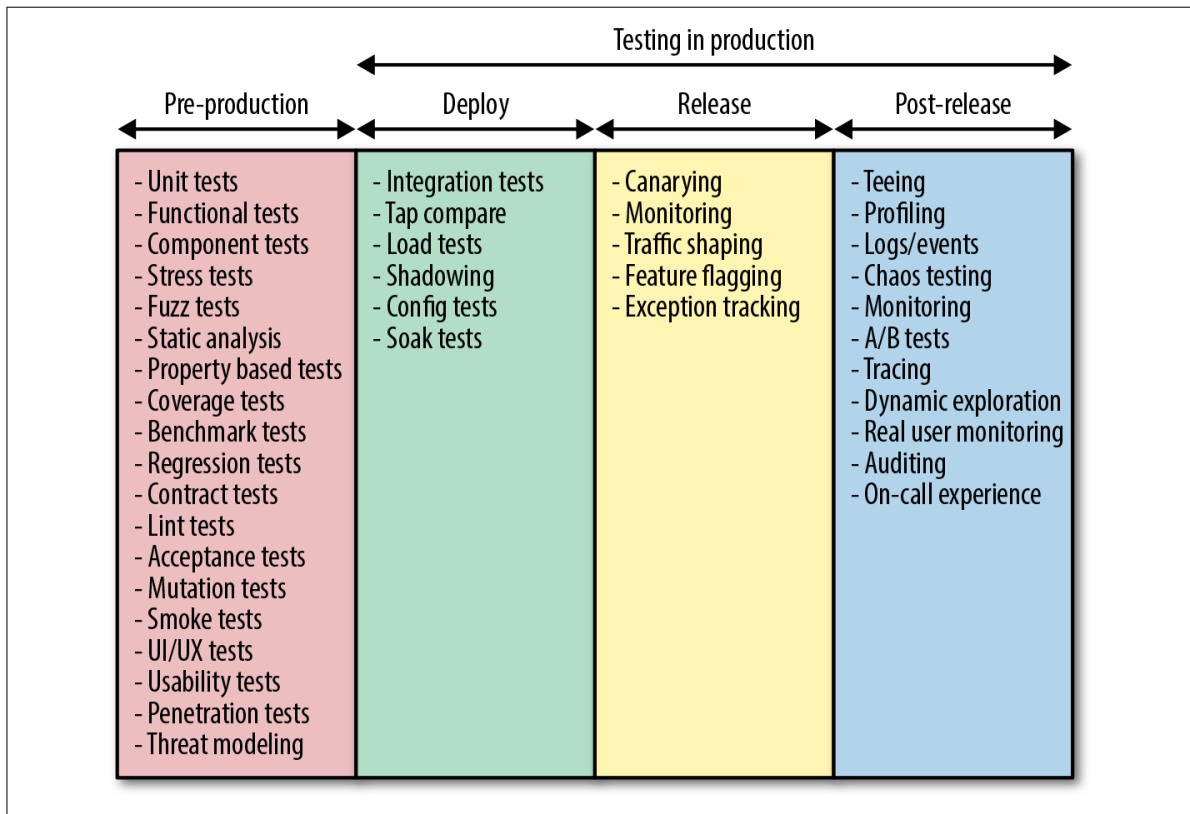 Testing in production
Pre-production
Deploy
Release
Post-release
- Unit tests
- Functional tests
- Component tests
- Stress tests
- Fuzz tests
- Static analysis
- Property based tests
- Coverage tests
- Benchmark tests
- Regression tests
- Contract tests
- Lint tests
- Acceptance tests
- Mutation tests
- Smoke tests
- UI/UX tests
- Usability tests
- Penetration tests
- Threat modeling
- Integration tests
- Tap compare
- Load tests
- Shadowing
- Config tests
- Soak tests
- Canarying
- Monitoring
- Traffic shaping
- Feature flagging
- Exception tracking
- Teeing
- Profiling
- Logs/events
- Chaos testing
- Monitoring
- A/B tests
- Tracing
- Dynamic exploration
- Real user monitoring
- Auditing
- On-call experience